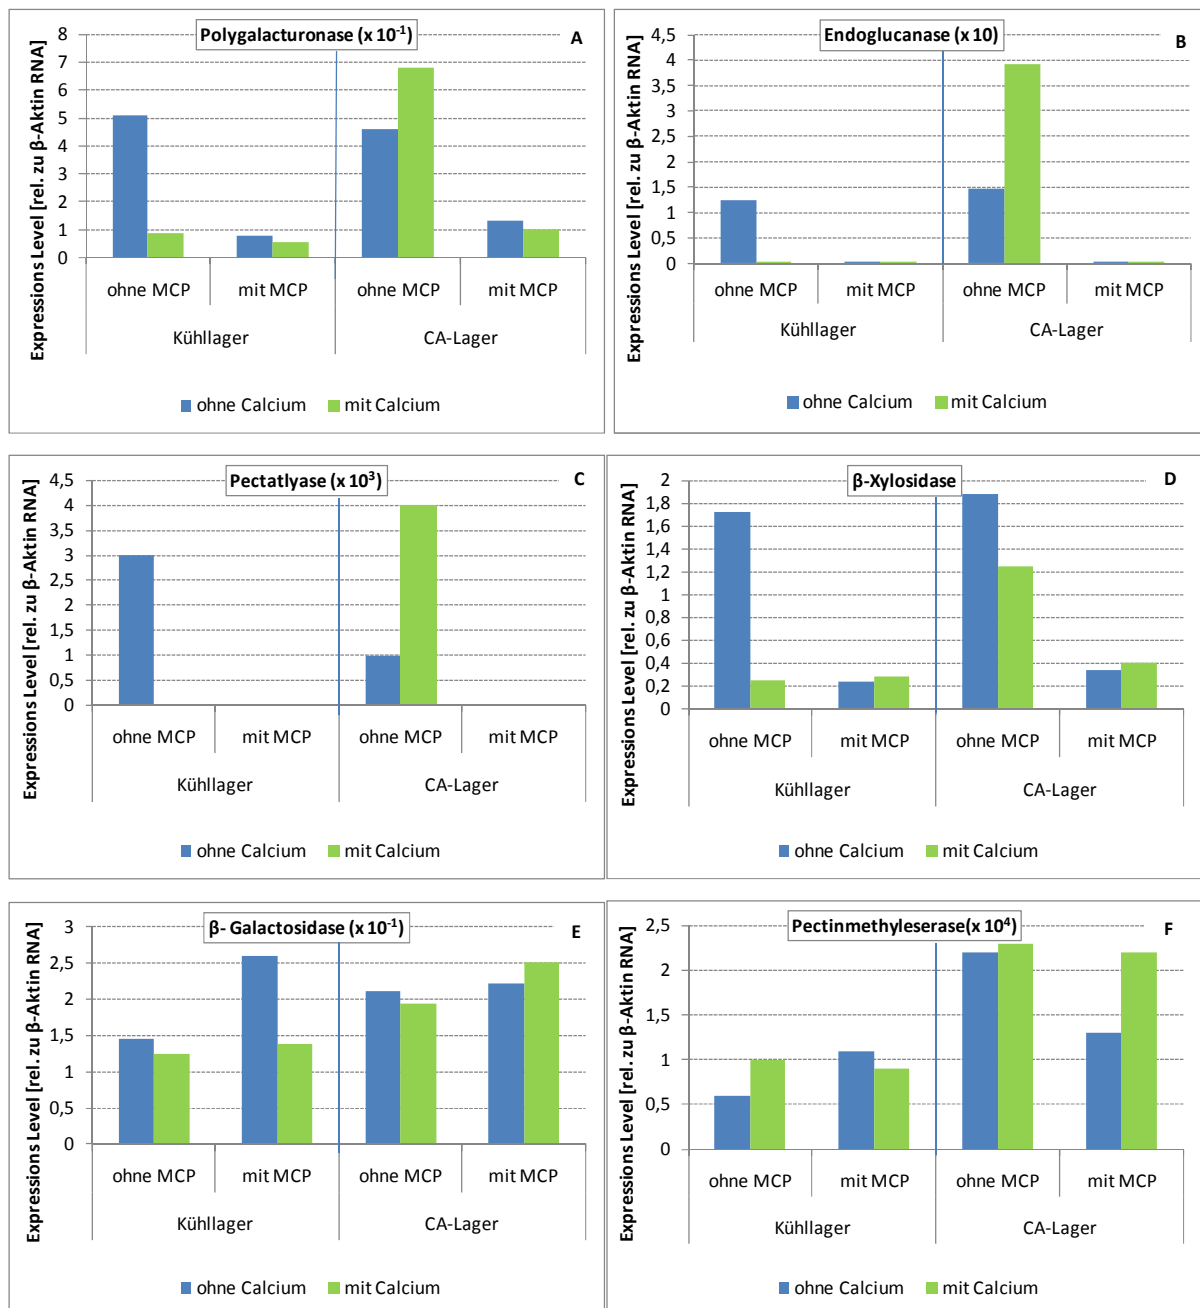 Polygalacturonase (x 10⁻¹)
A
Expressions Level [rel. zu β-Aktin RNA]
8
7
6
5
4
3
2
1
0
ohne MCP mit MCP ohne MCP mit MCP
Kühllager CA-Lager
ohne Calcium mit Calcium
Endoglucanase (x 10)
B
Expressions Level [rel. zu β-Aktin RNA]
4,5
4
3,5
3
2,5
2
1,5
1
0,5
0
ohne MCP mit MCP ohne MCP mit MCP
Kühllager CA-Lager
ohne Calcium mit Calcium
Pectatlyase (x 10³)
C
Expressions Level [rel. zu β-Aktin RNA]
4,5
4
3,5
3
2,5
2
1,5
1
0,5
0
ohne MCP mit MCP ohne MCP mit MCP
Kühllager CA-Lager
ohne Calcium mit Calcium
β-Xylosidase
D
Expressions Level [rel. zu β-Aktin RNA]
2
1,8
1,6
1,4
1,2
1
0,8
0,6
0,4
0,2
0
ohne MCP mit MCP ohne MCP mit MCP
Kühllager CA-Lager
ohne Calcium mit Calcium
β- Galactosidase (x 10⁻¹)
E
Expressions Level [rel. zu β-Aktin RNA]
3
2,5
2
1,5
1
0,5
0
ohne MCP mit MCP ohne MCP mit MCP
Kühllager CA-Lager
ohne Calcium mit Calcium
Pectinmethyleserase(x 10⁴)
F
Expressions Level [rel. zu β-Aktin RNA]
2,5
2
1,5
1
0,5
0
ohne MCP mit MCP ohne MCP mit MCP
Kühllager CA-Lager
ohne Calcium mit Calcium